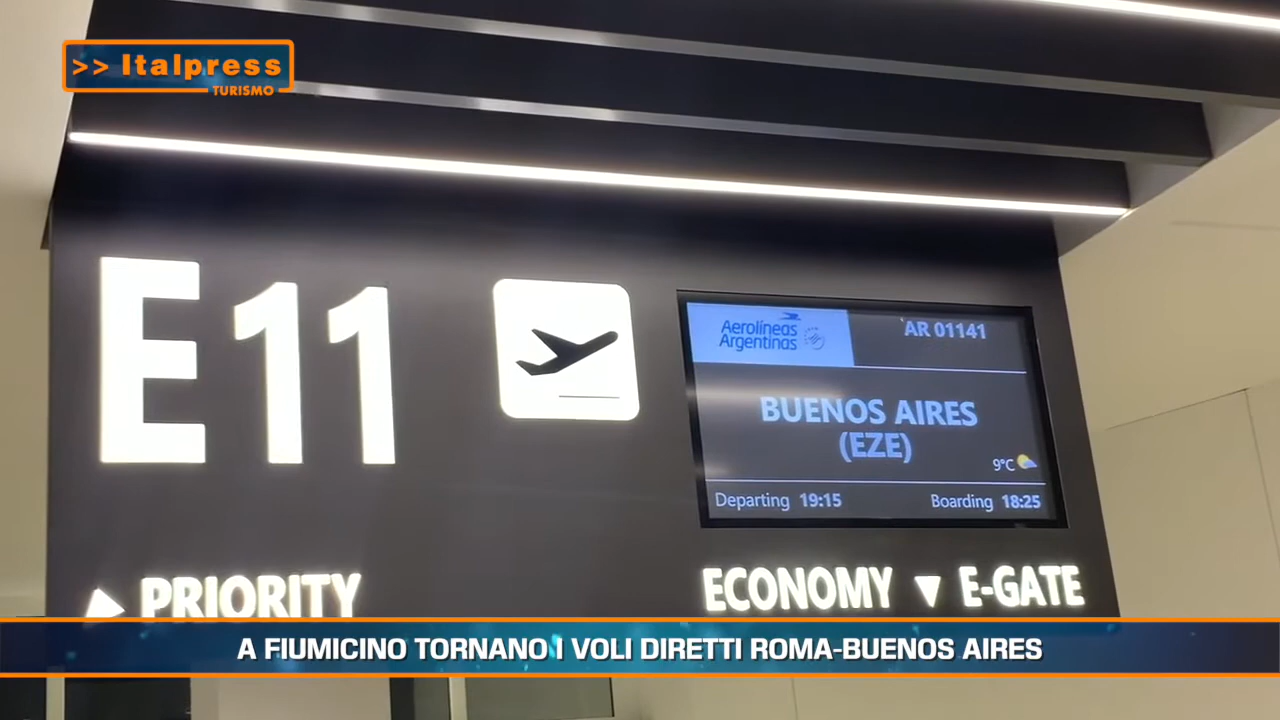 >> Italpress
TURISMO
E11
Aerolíneas
Argentinas
AR 01141
BUENOS AIRES
(EZE)
9°C
Departing 19:15
Boarding 18:25
PRIORITY
ECONOMY
E-GATE
A FIUMICINO TORNANO I VOLI DIRETTI ROMA-BUENOS AIRES